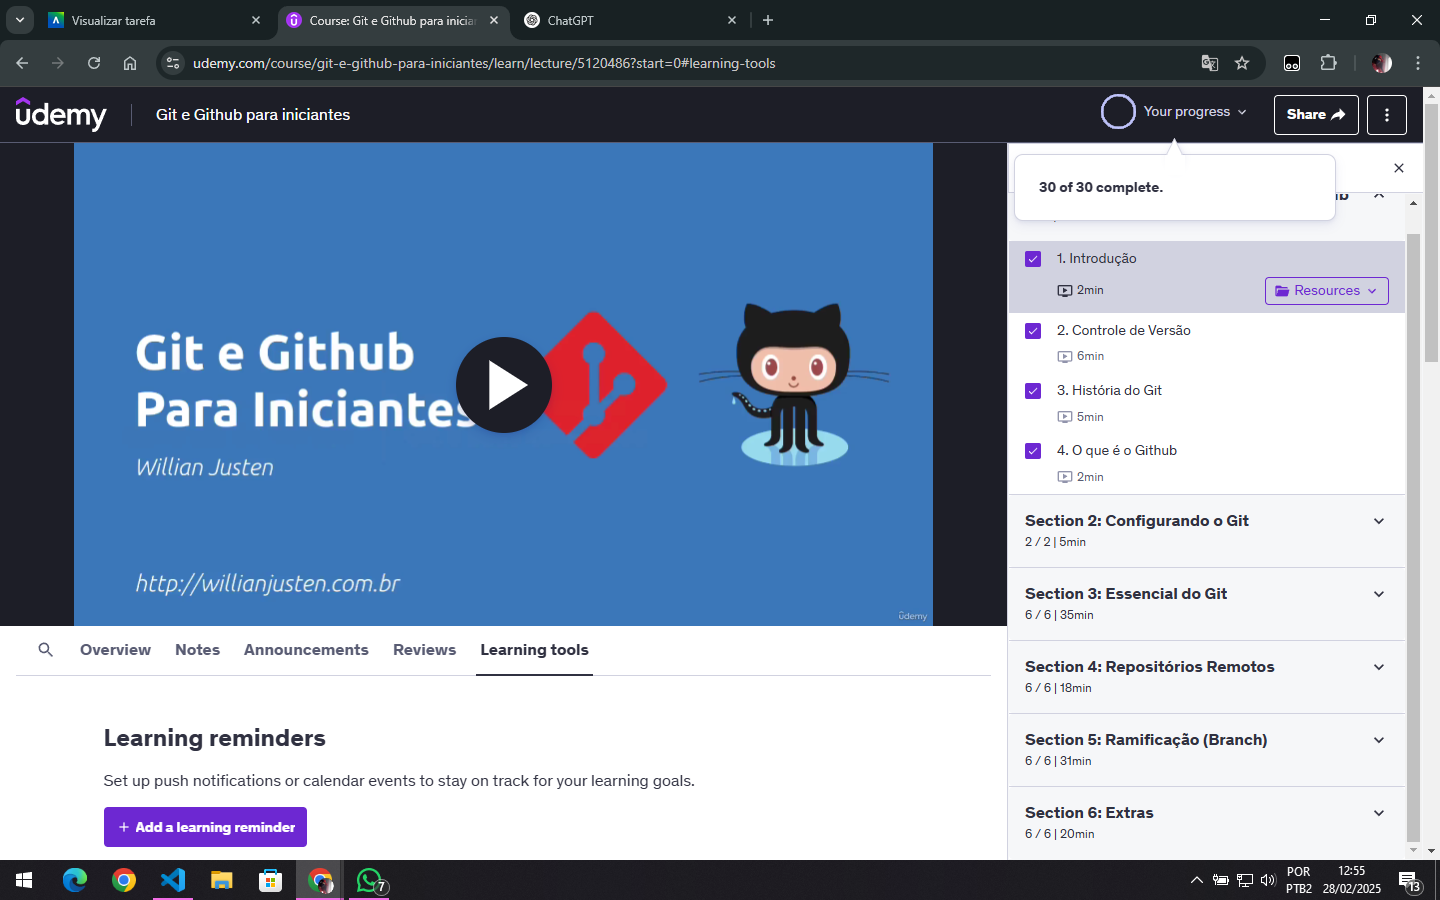 Visualizar tarefa
Course: Git e Github para inician
ChatGPT
udemy.com/course/git-e-github-para-iniciantes/learn/lecture/5120486?start=0#learning-tools
udemy
Git e Github para iniciantes
Your progress
Share
30 of 30 complete.
1. Introdução
2min
Resources
2. Controle de Versão
6min
3. História do Git
5min
4. O que é o Github
2min
Section 2: Configurando o Git
2 / 2 | 5min
Section 3: Essencial do Git
6 / 6 | 35min
Section 4: Repositórios Remotos
6 / 6 | 18min
Section 5: Ramificação (Branch)
6 / 6 | 31min
Section 6: Extras
6 / 6 | 20min
Git e Github
Para Iniciantes
Willian Justen
http://willianjusten.com.br
udemy
Overview
Notes
Announcements
Reviews
Learning tools
Learning reminders
Set up push notifications or calendar events to stay on track for your learning goals.
+ Add a learning reminder
7
POR
PTB2
12:55
28/02/2025
13